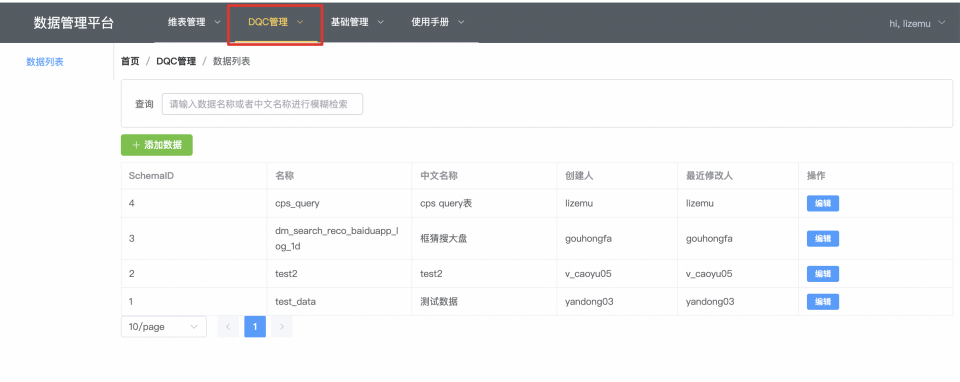 数据管理平台
维表管理
DQC管理
基础管理
使用手册
hi, lizemu
数据列表
首页 / DQC管理 / 数据列表
查询
请输入数据名称或者中文名称进行模糊检索
+ 添加数据
SchemaID 名称 中文名称 创建人 最近修改人 操作
4 cps_query cps query表 lizemu lizemu 编辑
3 dm_search_reco_baiduapp_l
og_1d 框猜搜大盘 gouhongfa gouhongfa 编辑
2 test2 test2 v_caoyu05 v_caoyu05 编辑
1 test_data 测试数据 yandong03 yandong03 编辑
10/page < 1 >